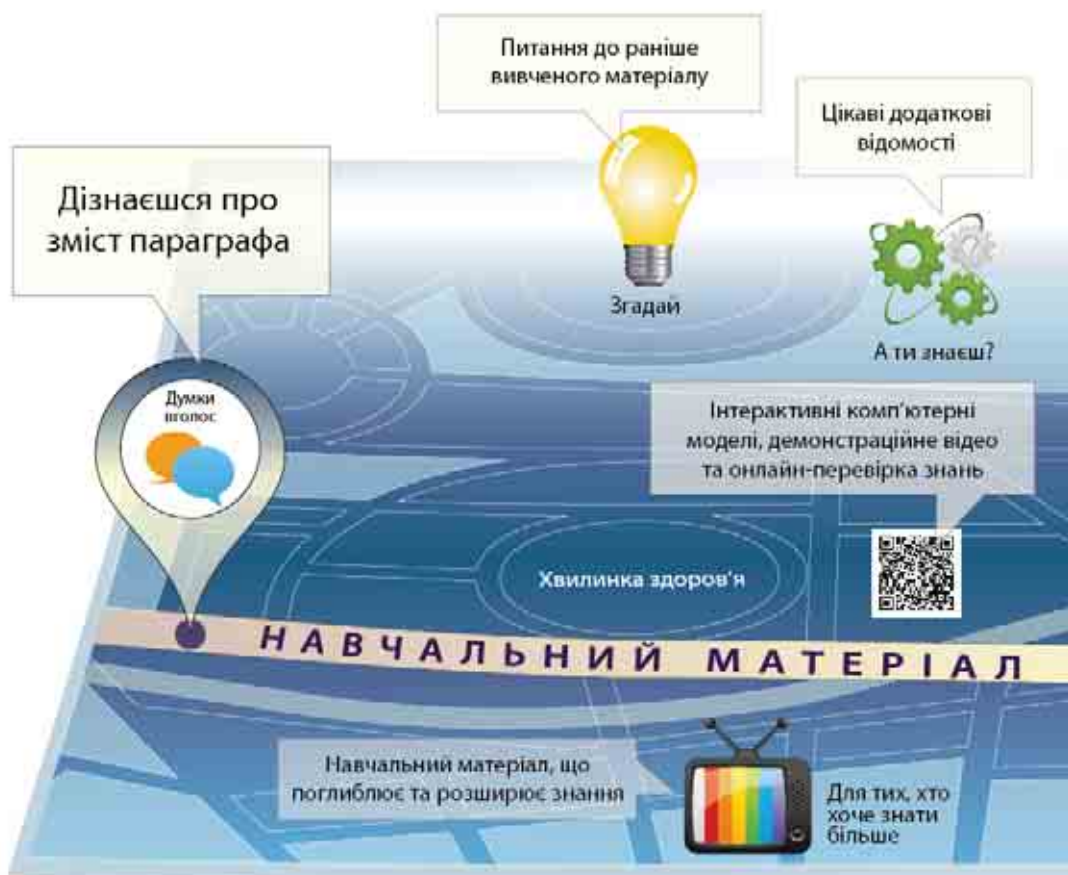 Питання до раніше
вивченого матеріалу
Цікаві додаткові
відомості
Дізнаєшся про
зміст параграфа
Згадай
А ти знаєш?
Думки
вголос
Інтерактивні комп'ютерні
моделі, демонстраційне відео
та онлайн-перевірка знань
Хвилинка здоров'я
НАВЧАЛЬНИЙ МАТЕРІАЛ
Навчальний матеріал, що
поглиблює та розширює знання
Для тих, хто
хоче знати
більше